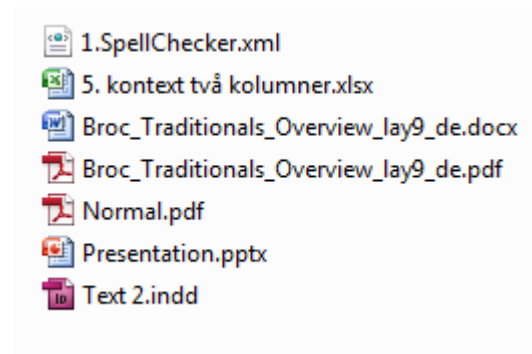 1.SpellChecker.xml
5. kontext två kolumner.xlsx
Broc_Traditionals_Overview_lay9_de.docx
Broc_Traditionals_Overview_lay9_de.pdf
Normal.pdf
Presentation.pptx
Text 2.indd